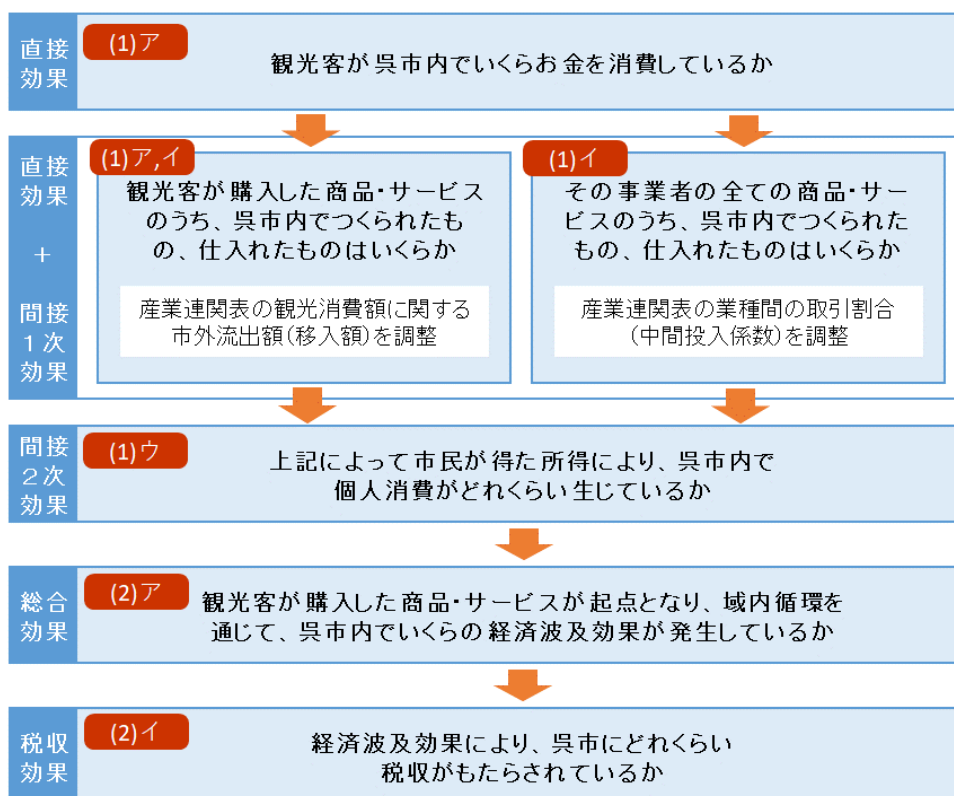 直接
効果
(1)ア
観光客が呉市内でいくらお金を消費しているか
直接
効果
+
間接
1次
効果
(1)ア,イ
観光客が購入した商品・サービス
のうち、呉市内でつくられたも
の、仕入れたものはいくらか
産業連関表の観光消費額に関する
市外流出額(移入額)を調整
(1)イ
その事業者の全ての商品・サー
ビスのうち、呉市内でつくられた
もの、仕入れたものはいくらか
産業連関表の業種間の取引割合
(中間投入係数)を調整
間接
2次
効果
(1)ウ
上記によって市民が得た所得により、呉市内で
個人消費がどれくらい生じているか
総合
効果
(2)ア
観光客が購入した商品・サービスが起点となり、域内循環を
通じて、呉市内でいくらの経済波及効果が発生しているか
税収
効果
(2)イ
経済波及効果により、呉市にどれくらい
税収がもたらされているか